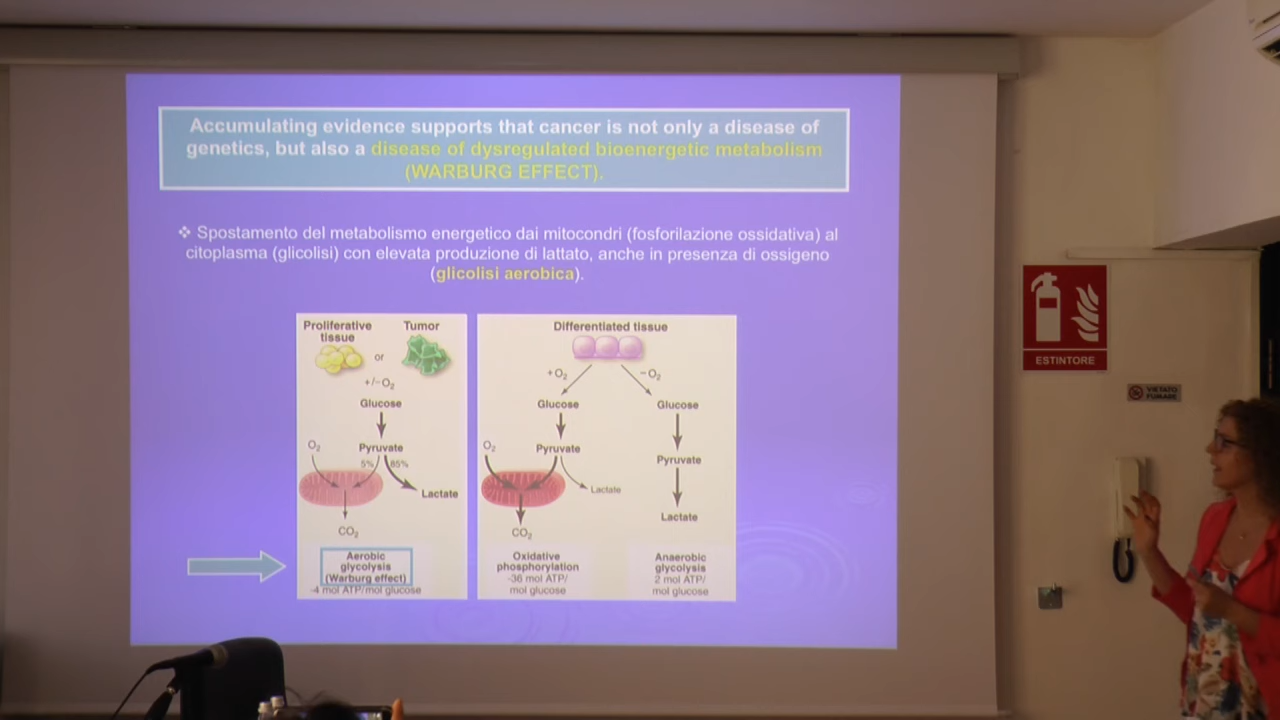 Accumulating evidence supports that cancer is not only a disease of
genetics, but also a disease of dysregulated bioenergetic metabolism
(WARBURG EFFECT).
❖ Spostamento del metabolismo energetico dai mitocondri (fosforilazione ossidativa) al
citoplasma (glicolisi) con elevata produzione di lattato, anche in presenza di ossigeno
(glicolisi aerobica).
Proliferative
tissue
or
Tumor
+/−O₂
Glucose
O₂
Pyruvate
5%
85%
Lactate
CO₂
Aerobic
glycolysis
(Warburg effect)
-4 mol ATP/mol glucose
Differentiated tissue
+O₂
−O₂
Glucose
O₂
Pyruvate
Lactate
CO₂
Oxidative
phosphorylation
-36 mol ATP/
mol glucose
Glucose
Pyruvate
Lactate
Anaerobic
glycolysis
2 mol ATP/
mol glucose
ESTINTORE
VIETATO
FUMARE